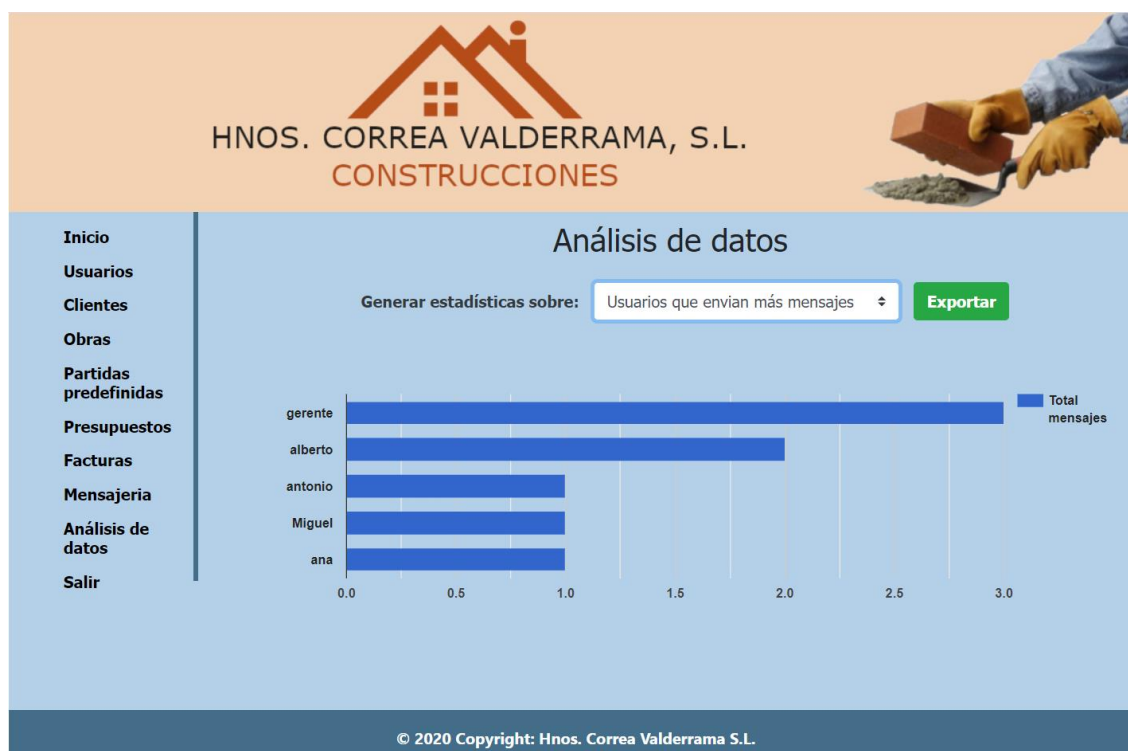 HNOS. CORREA VALDERRAMA, S.L.
CONSTRUCCIONES
Inicio
Usuarios
Clientes
Obras
Partidas
predefinidas
Presupuestos
Facturas
Mensajeria
Análisis de
datos
Salir
Análisis de datos
Generar estadísticas sobre: Usuarios que envian más mensajes Exportar
Total
mensajes
gerente
alberto
antonio
Miguel
ana
0.0 0.5 1.0 1.5 2.0 2.5 3.0
© 2020 Copyright: Hnos. Correa Valderrama S.L.